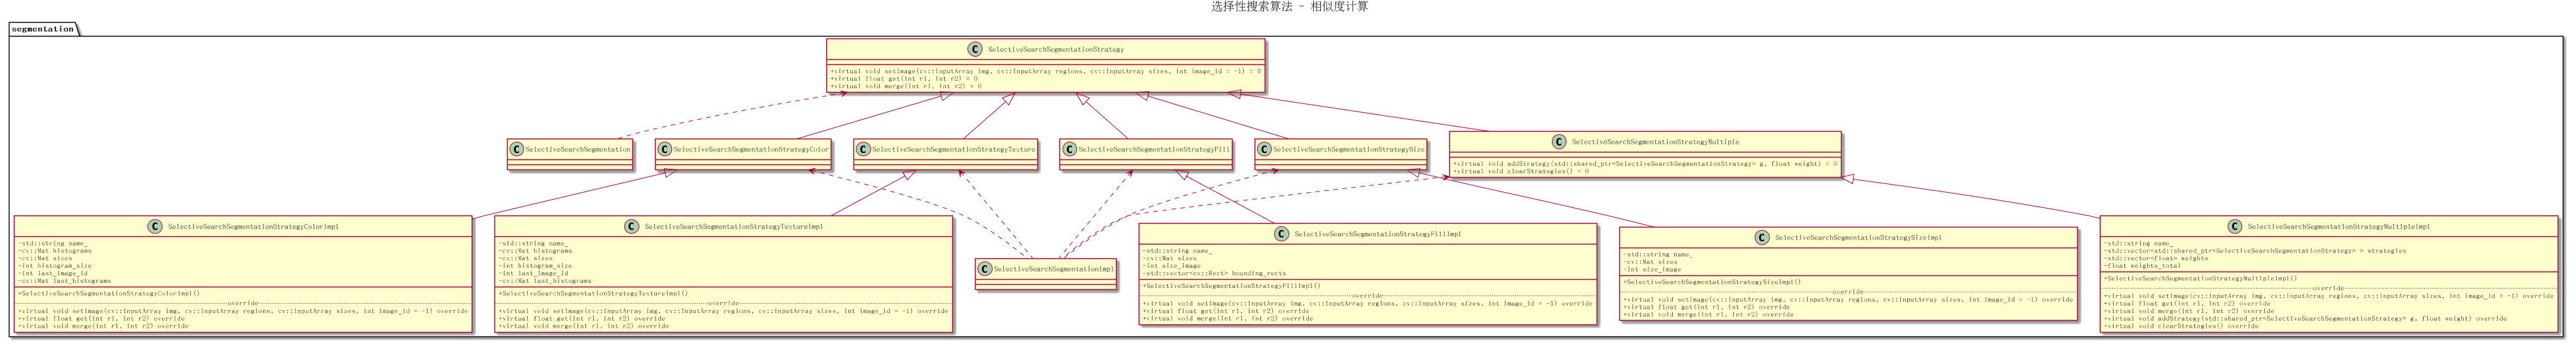 选择性搜索算法 - 相似度计算
segmentation
C SelectiveSearchSegmentationStrategy
+virtual void setImage(cv::InputArray img, cv::InputArray regions, cv::InputArray sizes, int image_id = -1) = 0
+virtual float get(int r1, int r2) = 0
+virtual void merge(int r1, int r2) = 0
C SelectiveSearchSegmentation
C SelectiveSearchSegmentationStrategyColor
C SelectiveSearchSegmentationStrategyTexture
C SelectiveSearchSegmentationStrategyFill
C SelectiveSearchSegmentationStrategySize
C SelectiveSearchSegmentationStrategyMultiple
+virtual void addStrategy(std::shared_ptr<SelectiveSearchSegmentationStrategy> g, float weight) = 0
+virtual void clearStrategies() = 0
C SelectiveSearchSegmentationStrategyColorImpl
-std::string name_
-cv::Mat histograms
-cv::Mat sizes
-int histogram_size
-int last_image_id
-cv::Mat last_histograms
+SelectiveSearchSegmentationStrategyColorImpl()
override
+virtual void setImage(cv::InputArray img, cv::InputArray regions, cv::InputArray sizes, int image_id = -1) override
+virtual float get(int r1, int r2) override
+virtual void merge(int r1, int r2) override
C SelectiveSearchSegmentationStrategyTextureImpl
-std::string name_
-cv::Mat histograms
-cv::Mat sizes
-int histogram_size
-int last_image_id
-cv::Mat last_histograms
+SelectiveSearchSegmentationStrategyTextureImpl()
override
+virtual void setImage(cv::InputArray img, cv::InputArray regions, cv::InputArray sizes, int image_id = -1) override
+virtual float get(int r1, int r2) override
+virtual void merge(int r1, int r2) override
C SelectiveSearchSegmentationImpl
C SelectiveSearchSegmentationStrategyFillImpl
-std::string name_
-cv::Mat sizes
-int size_image
-std::vector<cv::Rect> bounding_rects
+SelectiveSearchSegmentationStrategyFillImpl()
override
+virtual void setImage(cv::InputArray img, cv::InputArray regions, cv::InputArray sizes, int image_id = -1) override
+virtual float get(int r1, int r2) override
+virtual void merge(int r1, int r2) override
C SelectiveSearchSegmentationStrategySizeImpl
-std::string name_
-cv::Mat sizes
-int size_image
+SelectiveSearchSegmentationStrategySizeImpl()
override
+virtual void setImage(cv::InputArray img, cv::InputArray regions, cv::InputArray sizes, int image_id = -1) override
+virtual float get(int r1, int r2) override
+virtual void merge(int r1, int r2) override
C SelectiveSearchSegmentationStrategyMultipleImpl
-std::string name_
-std::vector<std::shared_ptr<SelectiveSearchSegmentationStrategy> > strategies
-std::vector<float> weights
-float weights_total
+SelectiveSearchSegmentationStrategyMultipleImpl()
override
+virtual void setImage(cv::InputArray img, cv::InputArray regions, cv::InputArray sizes, int image_id = -1) override
+virtual float get(int r1, int r2) override
+virtual void merge(int r1, int r2) override
+virtual void addStrategy(std::shared_ptr<SelectiveSearchSegmentationStrategy> g, float weight) override
+virtual void clearStrategies() override